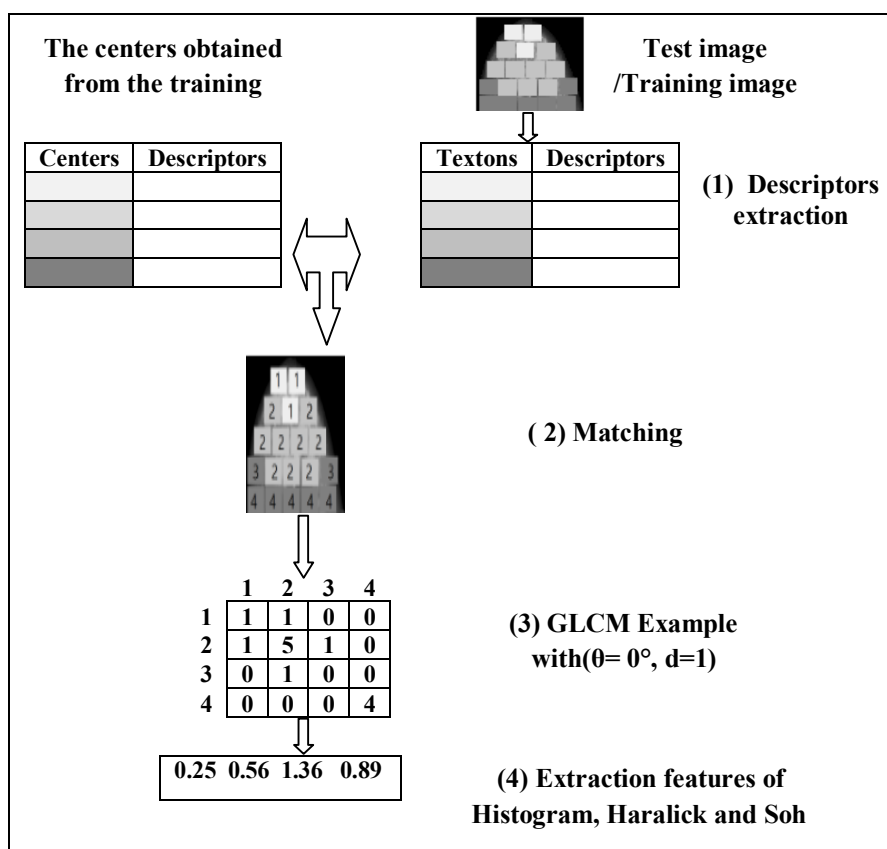 The centers obtained
from the training
Test image
/Training image
Centers Descriptors
Textons Descriptors
(1) Descriptors
extraction
1 1
2 1 2
2 2 2 2
3 2 2 2 3
4 4 4 4 4
( 2) Matching
1 2 3 4
1 1 1 0 0
2 1 5 1 0
3 0 1 0 0
4 0 0 0 4
(3) GLCM Example
with(θ= 0°, d=1)
0.25 0.56 1.36 0.89
(4) Extraction features of
Histogram, Haralick and Soh